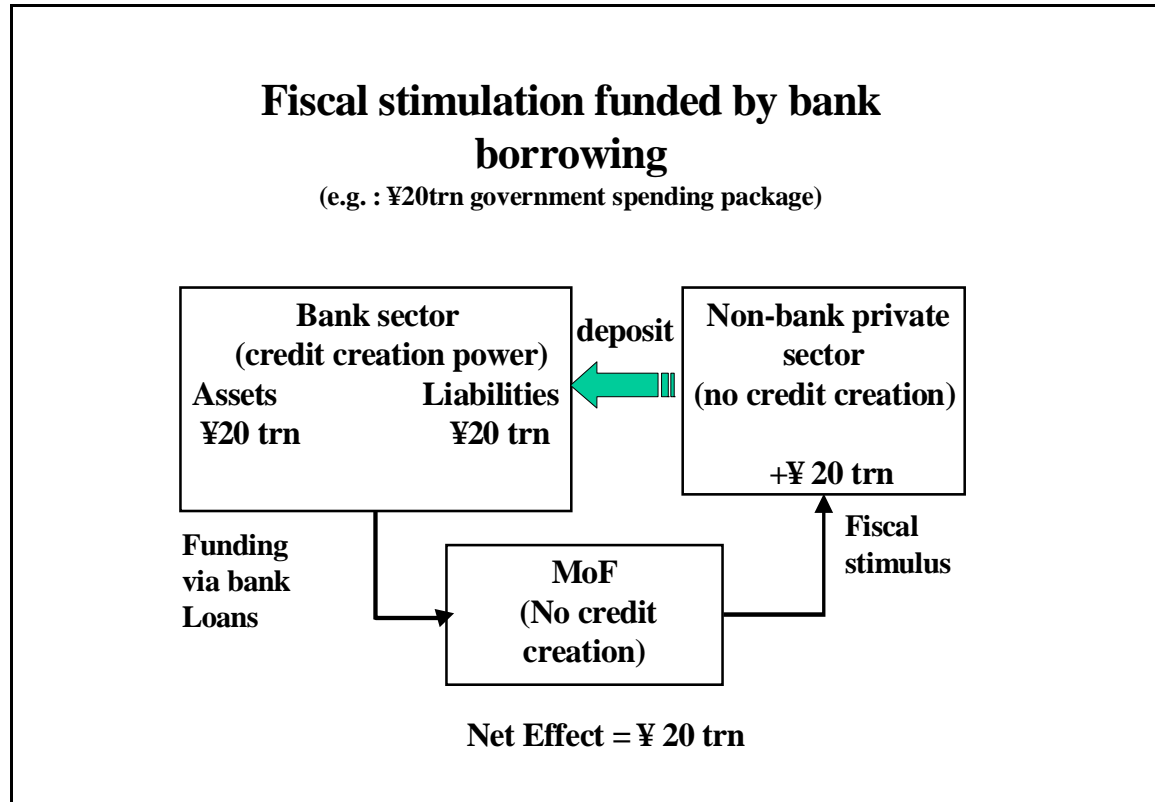 Fiscal stimulation funded by bank
borrowing
(e.g. : ¥20trn government spending package)
Bank sector
(credit creation power)
Assets Liabilities
¥20 trn ¥20 trn
deposit
Non-bank private
sector
(no credit creation)
+¥ 20 trn
Funding
via bank
Loans
MoF
(No credit
creation)
Fiscal
stimulus
Net Effect = ¥ 20 trn